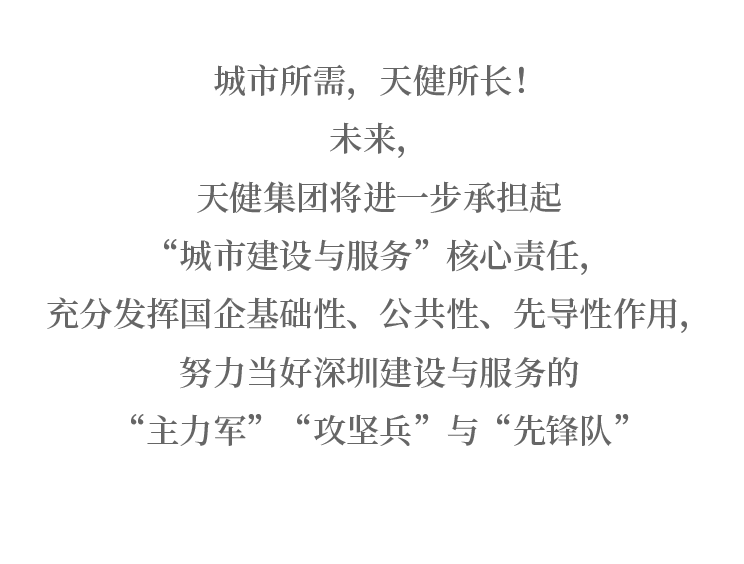 城市所需，天健所长！
未来，
天健集团将进一步承担起
“城市建设与服务”核心责任，
充分发挥国企基础性、公共性、先导性作用，
努力当好深圳建设与服务的
“主力军”“攻坚兵”与“先锋队”